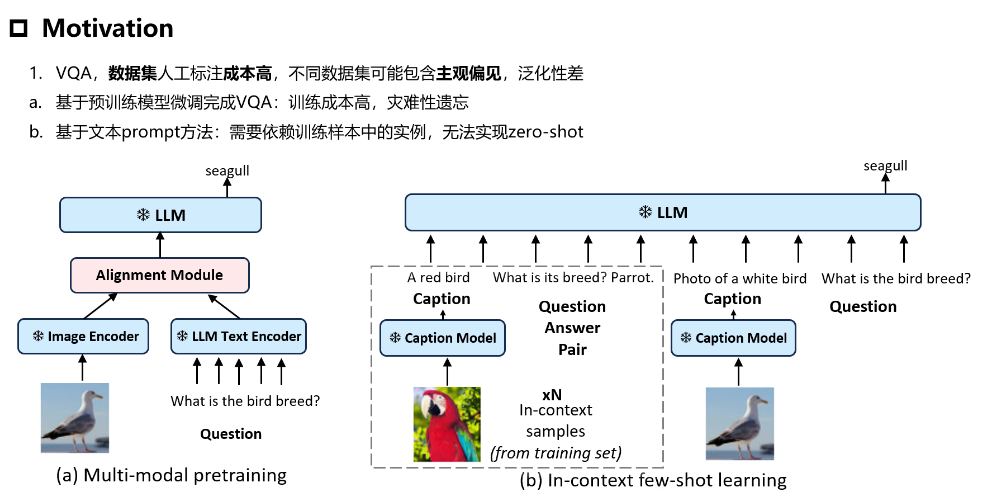 Motivation
1. VQA，数据集人工标注成本高，不同数据集可能包含主观偏见，泛化性差
a. 基于预训练模型微调完成VQA：训练成本高，灾难性遗忘
b. 基于文本prompt方法：需要依赖训练样本中的实例，无法实现zero-shot
seagull
LLM
Alignment Module
Image Encoder
LLM Text Encoder
What is the bird breed?
Question
(a) Multi-modal pretraining
seagull
LLM
A red bird
What is its breed? Parrot.
Photo of a white bird
What is the bird breed?
Caption
Question
Answer
Pair
Caption
Question
Caption Model
Caption Model
xN
In-context
samples
(from training set)
(b) In-context few-shot learning